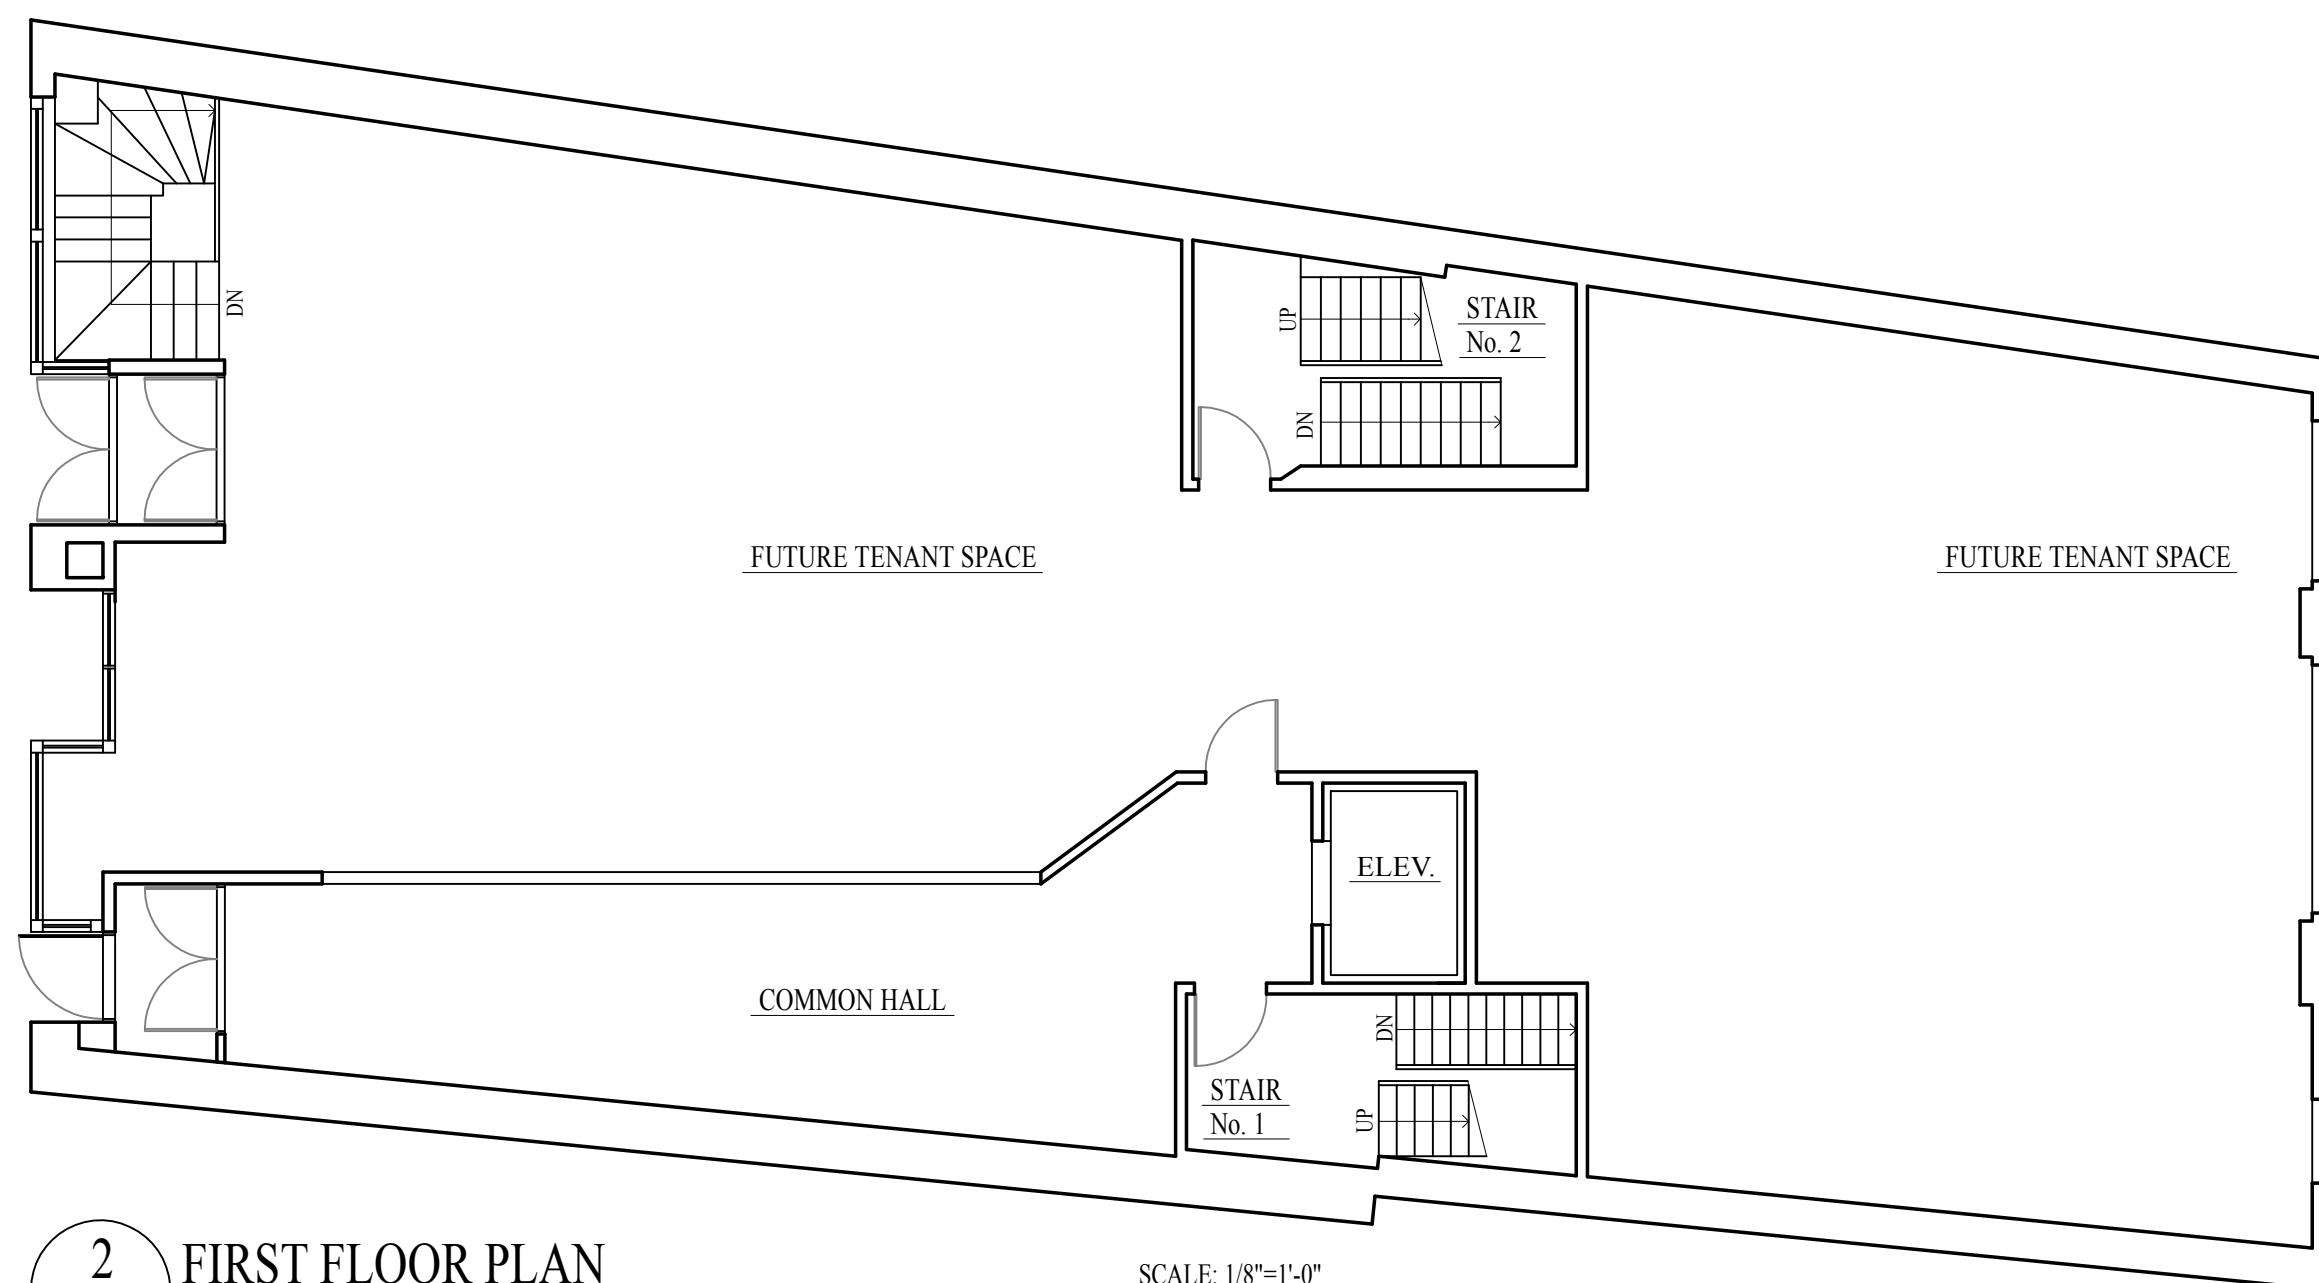 DN
UP
STAIR
No. 2
DN
FUTURE TENANT SPACE
FUTURE TENANT SPACE
ELEV.
COMMON HALL
DN
STAIR
No. 1
UP
2
FIRST FLOOR PLAN
SCALE: 1/8"=1'-0"